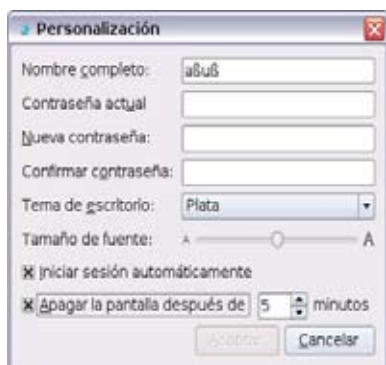 Personalización
Nombre completo: aßuß
Contraseña actual
Nueva contraseña:
Confirmar contraseña:
Tema de escritorio: Plata
Tamaño de fuente: A A
Iniciar sesión automáticamente
Apagar la pantalla después de 5 minutos
Aceptar Cancelar